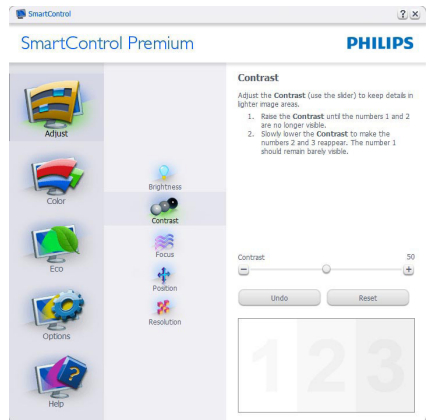 SmartControl
SmartControl Premium
PHILIPS
Adjust
Color
Eco
Options
Help
Brightness
Contrast
Focus
Position
Resolution
Contrast
Adjust the Contrast (use the slider) to keep details in
lighter image areas.
1. Raise the Contrast until the numbers 1 and 2
are no longer visible.
2. Slowly lower the Contrast to make the
numbers 2 and 3 reappear. The number 1
should remain barely visible.
Contrast 50
Undo Reset
1 2 3